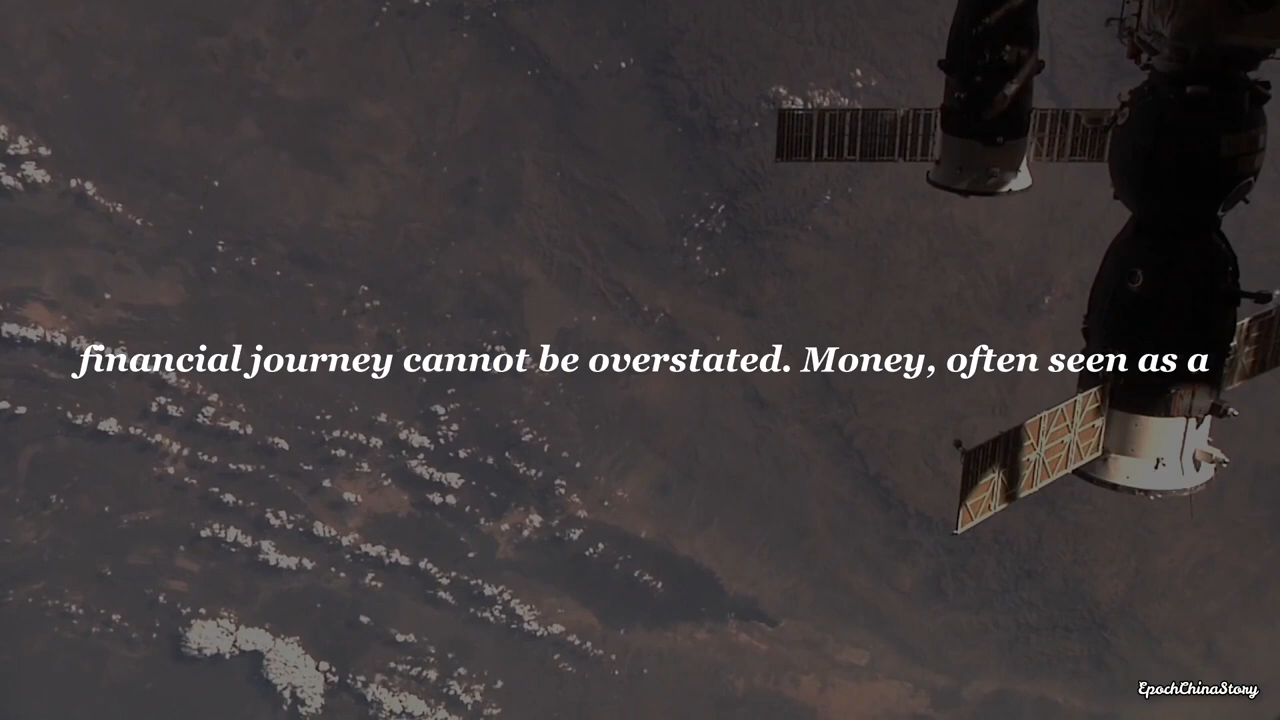 financial journey cannot be overstated. Money, often seen as a
EpochChinaStory